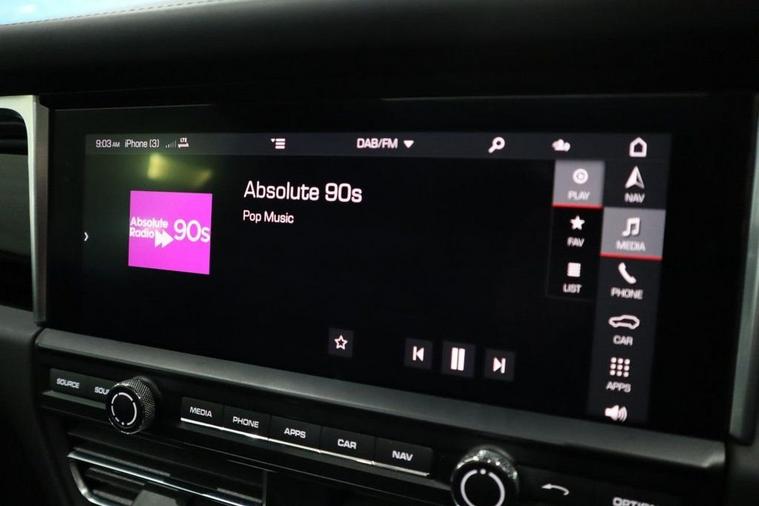 9:03 AM iPhone (3) LTE DAB/FM
Absolute 90s
Pop Music
Absolute
Radio 90s
PLAY
FAV
LIST
NAV
MEDIA
PHONE
CAR
APPS
SOURCE
MEDIA PHONE APPS CAR NAV